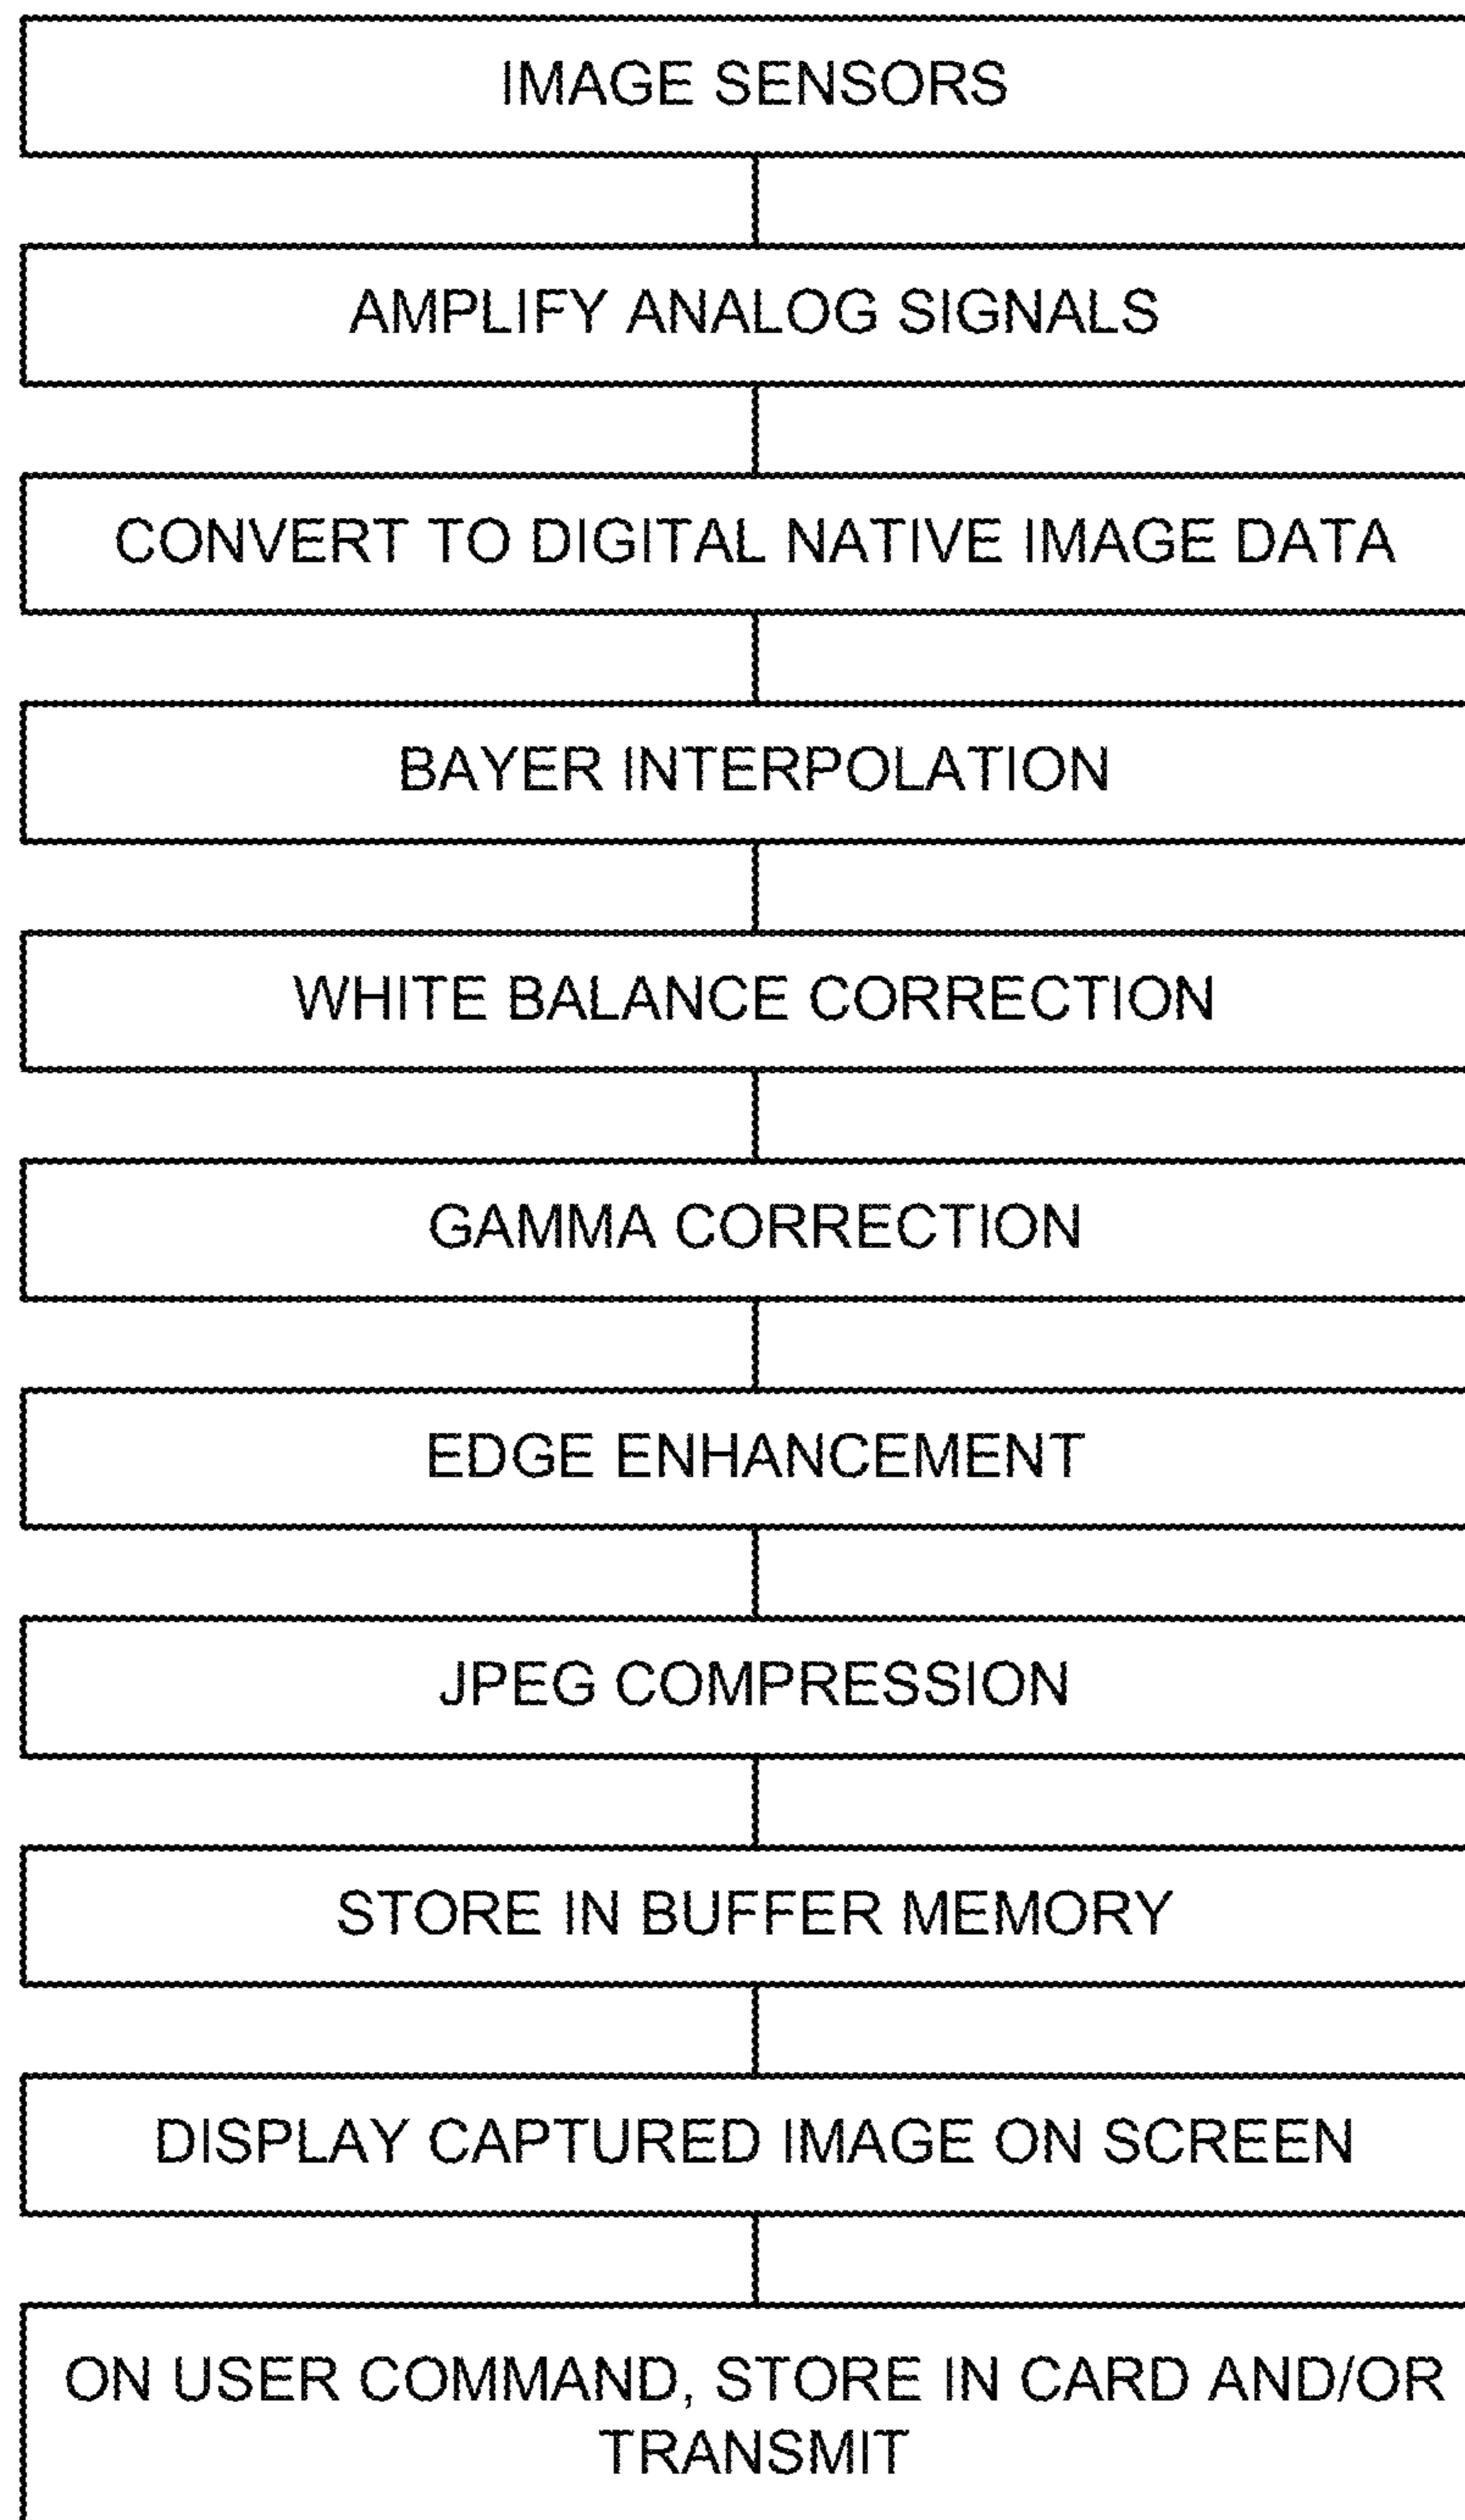 IMAGE SENSORS
AMPLIFY ANALOG SIGNALS
CONVERT TO DIGITAL NATIVE IMAGE DATA
BAYER INTERPOLATION
WHITE BALANCE CORRECTION
GAMMA CORRECTION
EDGE ENHANCEMENT
JPEG COMPRESSION
STORE IN BUFFER MEMORY
DISPLAY CAPTURED IMAGE ON SCREEN
ON USER COMMAND, STORE IN CARD AND/OR
TRANSMIT